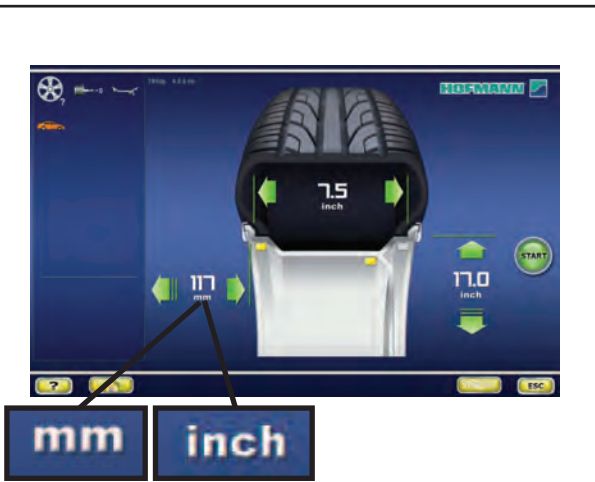 HOFMANN
7.5
inch
START
117
mm
17.0
inch
?
ESC
mm
inch